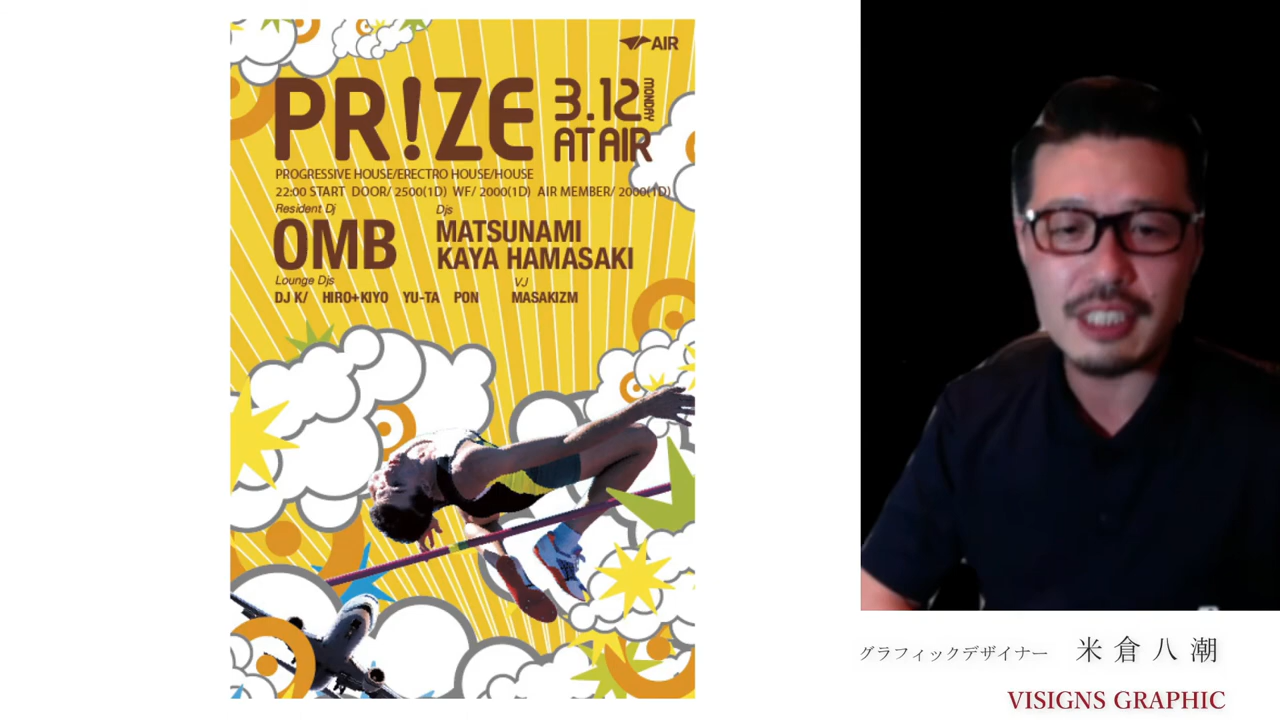 AIR
PR!ZE
3.12
MONDAY
AT AIR
PROGRESSIVE HOUSE/ERECTRO HOUSE/HOUSE
22:00 START DOOR/ 2500(1D) WF/ 2000(1D) AIR MEMBER/ 2000(1D)
Resident Dj
OMB
Djs
MATSUNAMI
KAYA HAMASAKI
Lounge Djs
DJ K/ HIRO+KIYO YU-TA PON
VJ
MASAKIZM
グラフィックデザイナー 米倉八潮
VISIGNS GRAPHIC